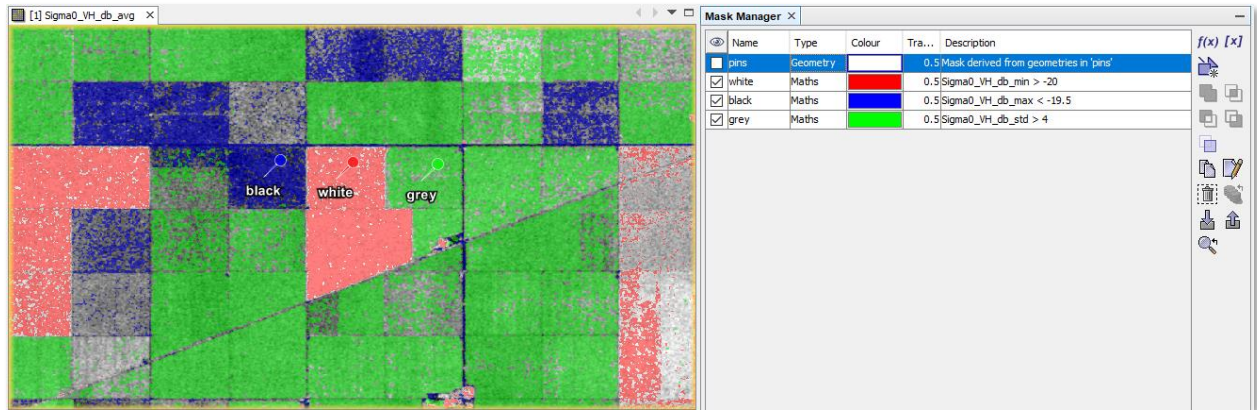 [1] Sigma0_VH_db_avg ×
black
white
grey
Mask Manager ×
Name Type Colour Tra... Description
pins Geometry 0.5 Mask derived from geometries in 'pins'
white Maths 0.5 Sigma0_VH_db_min > -20
black Maths 0.5 Sigma0_VH_db_max < -19.5
grey Maths 0.5 Sigma0_VH_db_std > 4
f(x) [x]